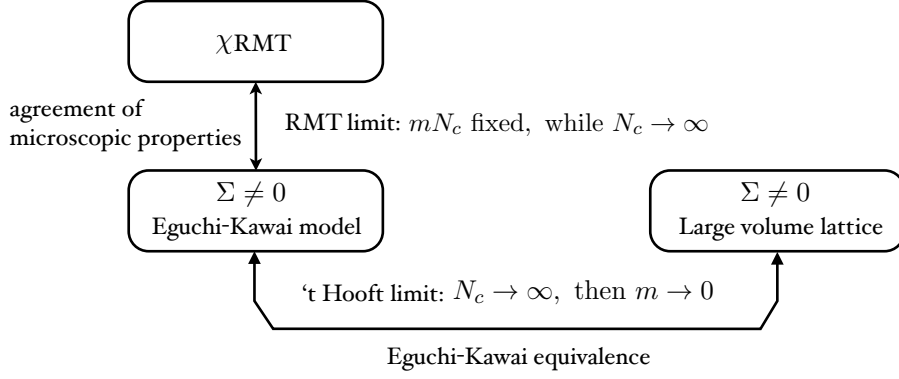 χRMT
agreement of
microscopic properties
RMT limit: mN_c fixed, while N_c → ∞
Σ ≠ 0
Eguchi-Kawai model
Σ ≠ 0
Large volume lattice
‘t Hooft limit: N_c → ∞, then m → 0
Eguchi-Kawai equivalence